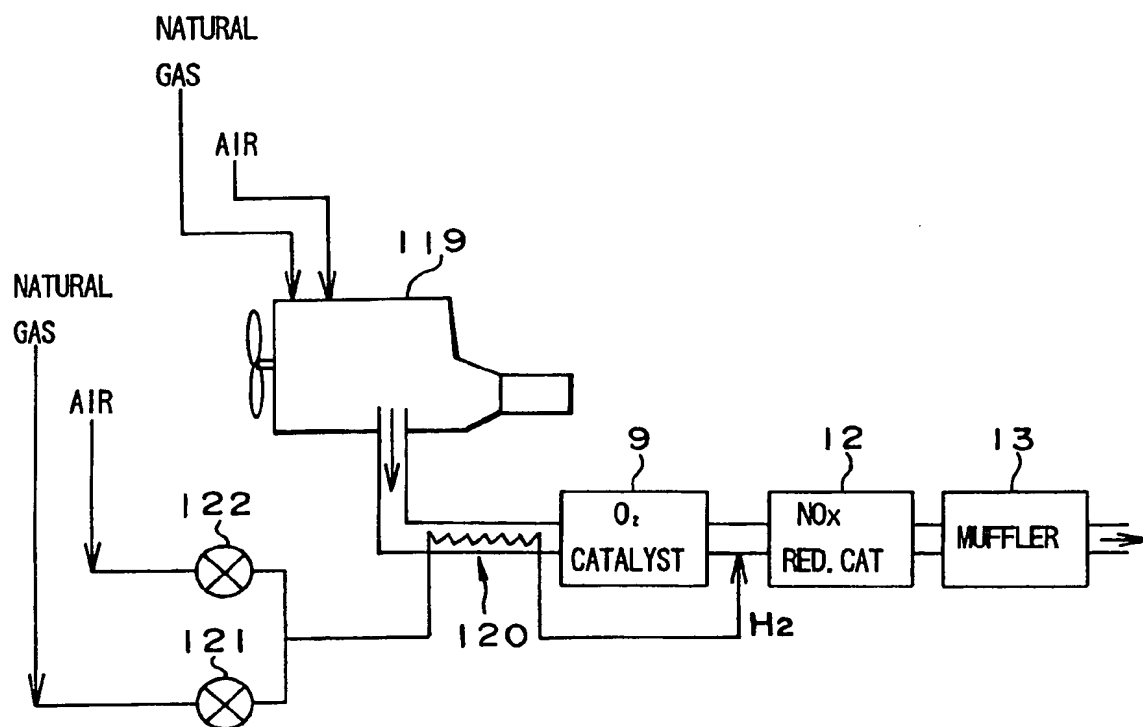 NATURAL
GAS
AIR
119
NATURAL
GAS
AIR
9
12
13
122
O₂
CATALYST
NOx
RED. CAT
MUFFLER
120
H2
121